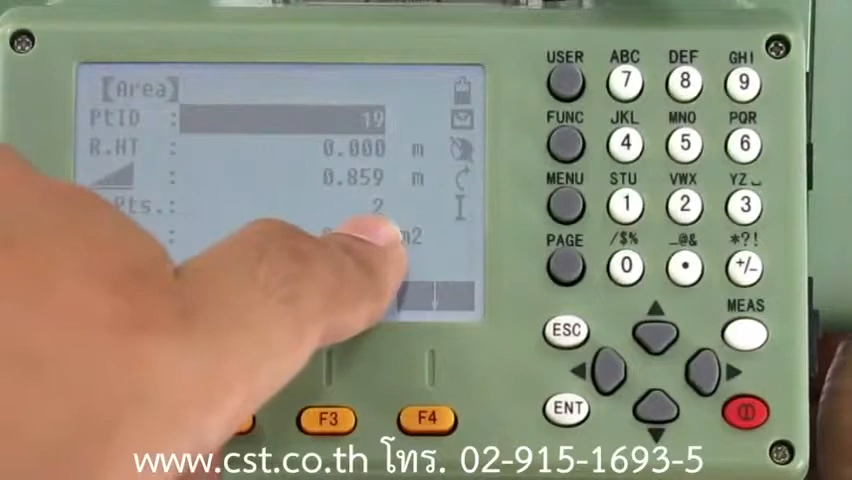 【Area】
PtID : 19
R.HT : 0.000 m
: 0.859 m
Pts.: 2
: m2
USER ABC DEF GHI
7 8 9
FUNC JKL MNO PQR
4 5 6
MENU STU VWX YZ␣
1 2 3
PAGE /$% _@& *?!
0 • +/-
MEAS
ESC
ENT
F3 F4
www.cst.co.th โทร. 02-915-1693-5